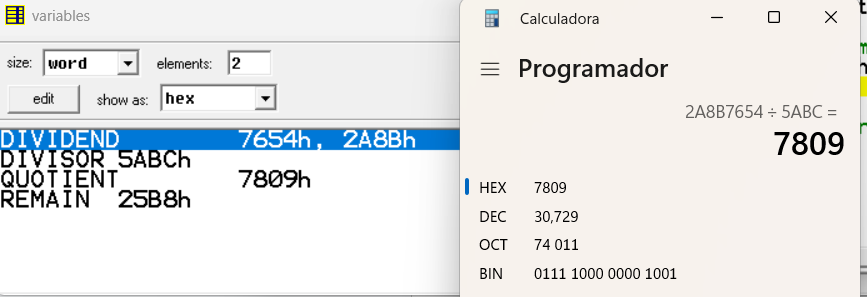 variables
size: word elements: 2
edit show as: hex
DIVIDEND 7654h, 2A8Bh
DIVISOR 5ABCh
QUOTIENT 7809h
REMAIN 25B8h
Calculadora
Programador
2A8B7654 ÷ 5ABC =
7809
HEX 7809
DEC 30,729
OCT 74 011
BIN 0111 1000 0000 1001